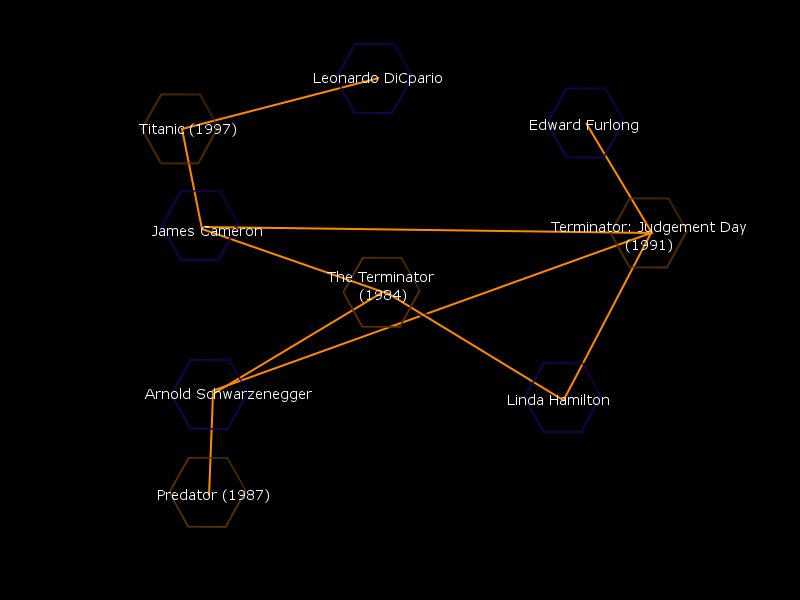 Leonardo DiCpario
Edward Furlong
Titanic (1997)
James Cameron
Terminator: Judgement Day
(1991)
The Terminator
(1984)
Arnold Schwarzenegger
Linda Hamilton
Predator (1987)